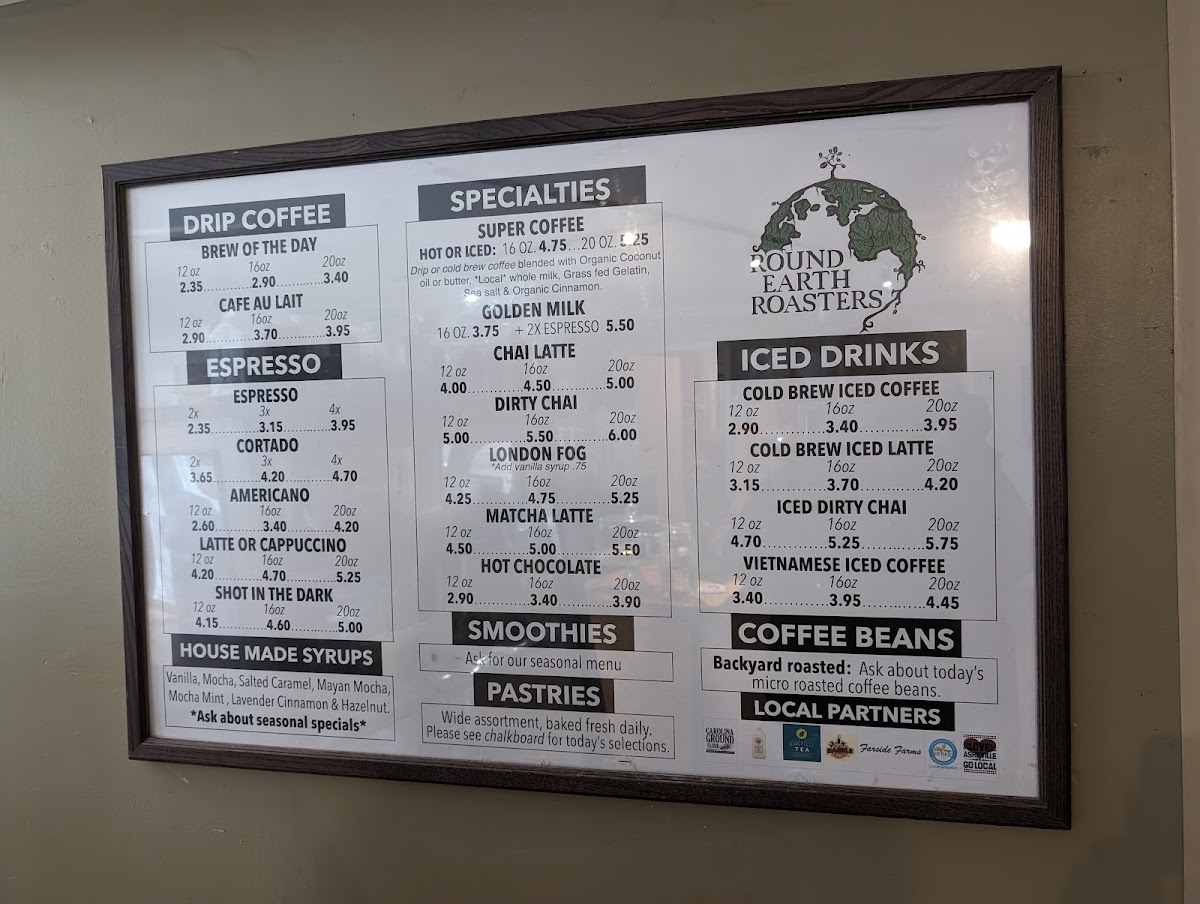 DRIP COFFEE
BREW OF THE DAY
12 oz 16oz 20oz
2.35..............2.90..............3.40
CAFE AU LAIT
12 oz 16oz 20oz
2.90..............3.70..............3.95
ESPRESSO
ESPRESSO
2x 3x 4x
2.35..............3.15..............3.95
CORTADO
2x 3x 4x
3.65..............4.20..............4.70
AMERICANO
12 oz 16oz 20oz
2.60..............3.40..............4.20
LATTE OR CAPPUCCINO
12 oz 16oz 20oz
4.20..............4.70..............5.25
SHOT IN THE DARK
12 oz 16oz 20oz
4.15..............4.60..............5.00
HOUSE MADE SYRUPS
Vanilla, Mocha, Salted Caramel, Mayan Mocha,
Mocha Mint , Lavender Cinnamon & Hazelnut.
*Ask about seasonal specials*
SPECIALTIES
SUPER COFFEE
HOT OR ICED: 16 OZ. 4.75...20 OZ. 5.25
Drip or cold brew coffee blended with Organic Coconut
oil or butter, *Local* whole milk, Grass fed Gelatin,
Sea salt & Organic Cinnamon.
GOLDEN MILK
16 OZ. 3.75 + 2X ESPRESSO 5.50
CHAI LATTE
12 oz 16oz 20oz
4.00..............4.50..............5.00
DIRTY CHAI
12 oz 16oz 20oz
5.00..............5.50..............6.00
LONDON FOG
*Add vanilla syrup .75
12 oz 16oz 20oz
4.25..............4.75..............5.25
MATCHA LATTE
12 oz 16oz 20oz
4.50..............5.00..............5.50
HOT CHOCOLATE
12 oz 16oz 20oz
2.90..............3.40..............3.90
SMOOTHIES
Ask for our seasonal menu
PASTRIES
Wide assortment, baked fresh daily.
Please see chalkboard for today's selections.
ROUND
EARTH
ROASTERS
ICED DRINKS
COLD BREW ICED COFFEE
12 oz 16oz 20oz
2.90..............3.40..............3.95
COLD BREW ICED LATTE
12 oz 16oz 20oz
3.15..............3.70..............4.20
ICED DIRTY CHAI
12 oz 16oz 20oz
4.70..............5.25..............5.75
VIETNAMESE ICED COFFEE
12 oz 16oz 20oz
3.40..............3.95..............4.45
COFFEE BEANS
Backyard roasted: Ask about today's
micro roasted coffee beans.
LOCAL PARTNERS
CAROLINA
GROUND
TEA
BAGELS
Farside Farms
LOVE
ASHEVILLE
GO LOCAL